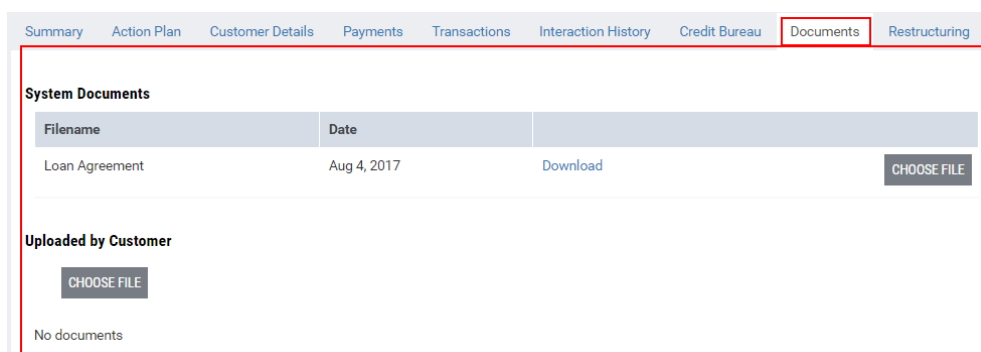 Summary Action Plan Customer Details Payments Transactions Interaction History Credit Bureau Documents Restructuring
System Documents
Filename Date
Loan Agreement Aug 4, 2017 Download CHOOSE FILE
Uploaded by Customer
CHOOSE FILE
No documents